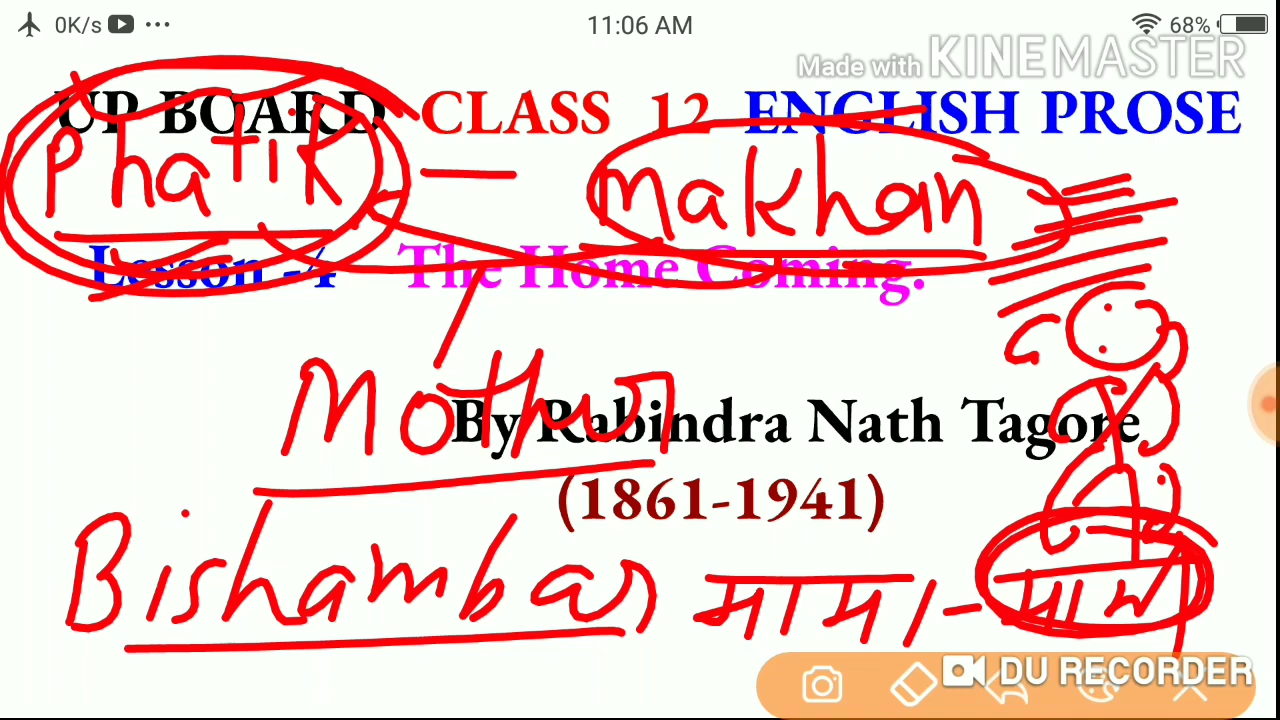 0K/s ••• 11:06 AM 68%
Made with KINEMASTER
UP BOARD CLASS 12 ENGLISH PROSE
Phatik — makhan
Lesson -4 The Home Coming.
Mother
By Rabindra Nath Tagore
(1861-1941)
Bishambar मामा - मामी
DU RECORDER